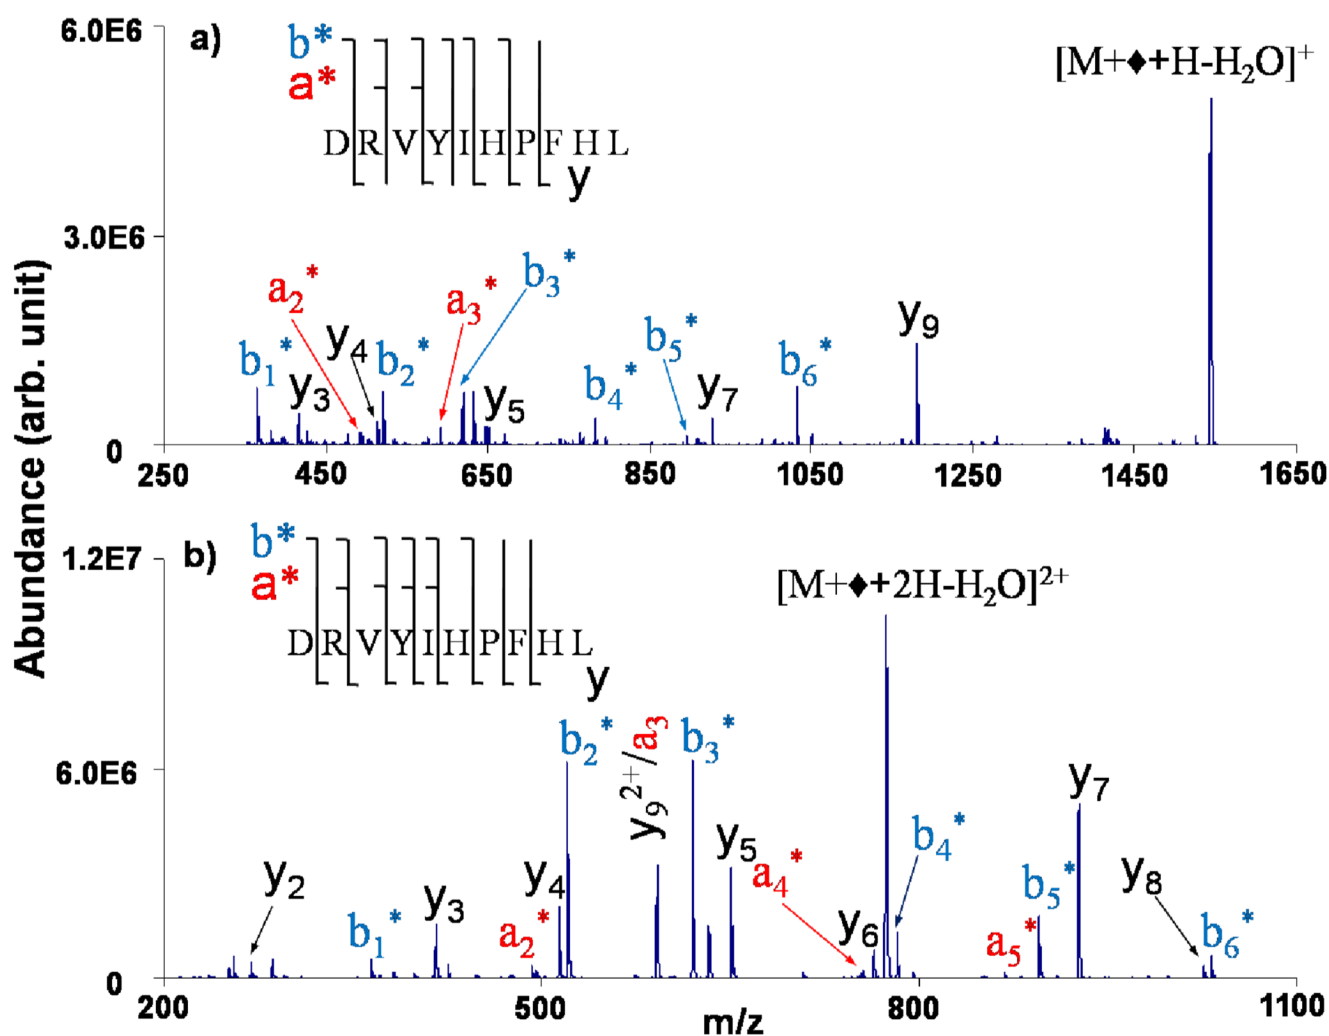 Abundance (arb. unit)
a)
6.0E6
3.0E6
0
b*
a*
DRVYIHPFHL
y
[M+♦+H-H₂O]⁺
b₁*
y₃
a₂*
y₄
b₂*
a₃*
b₃*
y₅
b₄*
b₅*
y₇
b₆*
y₉
250 450 650 850 1050 1250 1450 1650
b)
1.2E7
6.0E6
0
b*
a*
DRVYIHPFHL
y
[M+♦+2H-H₂O]²⁺
y₂
b₁*
y₃
a₂*
y₄
b₂*
y₉²⁺/a₃
b₃*
y₅
a₄*
y₆
b₄*
a₅*
b₅*
y₇
y₈
b₆*
200 500 800 1100
m/z